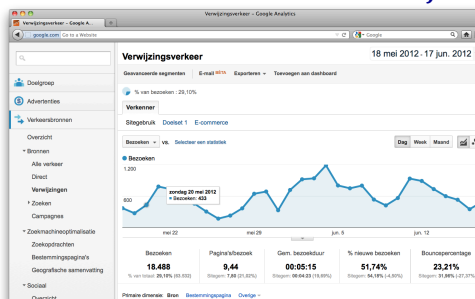 Verwijzingsverkeer – Google Analytics
Verwijzingsverkeer – Google A...
google.com Go to a Website
Google
Doelgroep
Advertenties
Verkeersbronnen
Overzicht
Bronnen
Alle verkeer
Direct
Verwijzingen
Zoeken
Campagnes
Zoekmachineoptimalisatie
Zoekopdrachten
Bestemmingspagina's
Geografische samenvatting
Sociaal
Overzicht
Verwijzingsverkeer
18 mei 2012 - 17 jun. 2012
Geavanceerde segmenten E-mail BETA Exporteren Toevoegen aan dashboard
% van bezoeken : 29,10%
Verkenner
Sitegebruik Doelset 1 E-commerce
Bezoeken vs. Selecteer een statistiek
Dag Week Maand
Bezoeken
1.200
600
zondag 20 mei 2012
Bezoeken: 433
mei 22 mei 29 jun. 5 jun. 12
Bezoeken Pagina's/bezoek Gem. bezoekduur % nieuwe bezoeken Bouncepercentage
18.488 9,44 00:05:15 51,74% 23,21%
Primaire dimensie: Bron Bestemmingspagina Overige